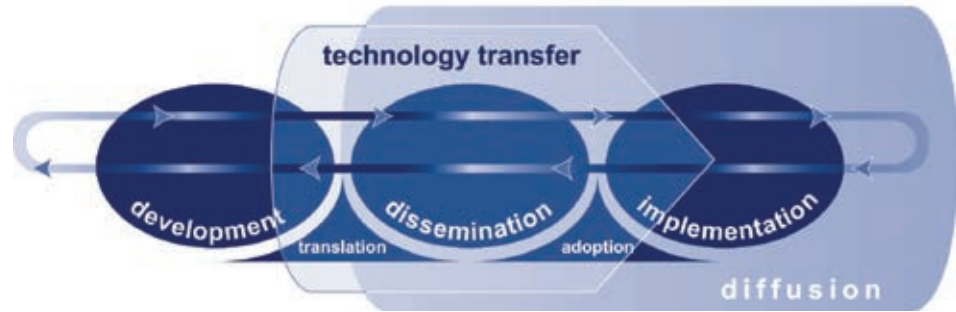 technology transfer
development
dissemination
implementation
translation
adoption
diffusion